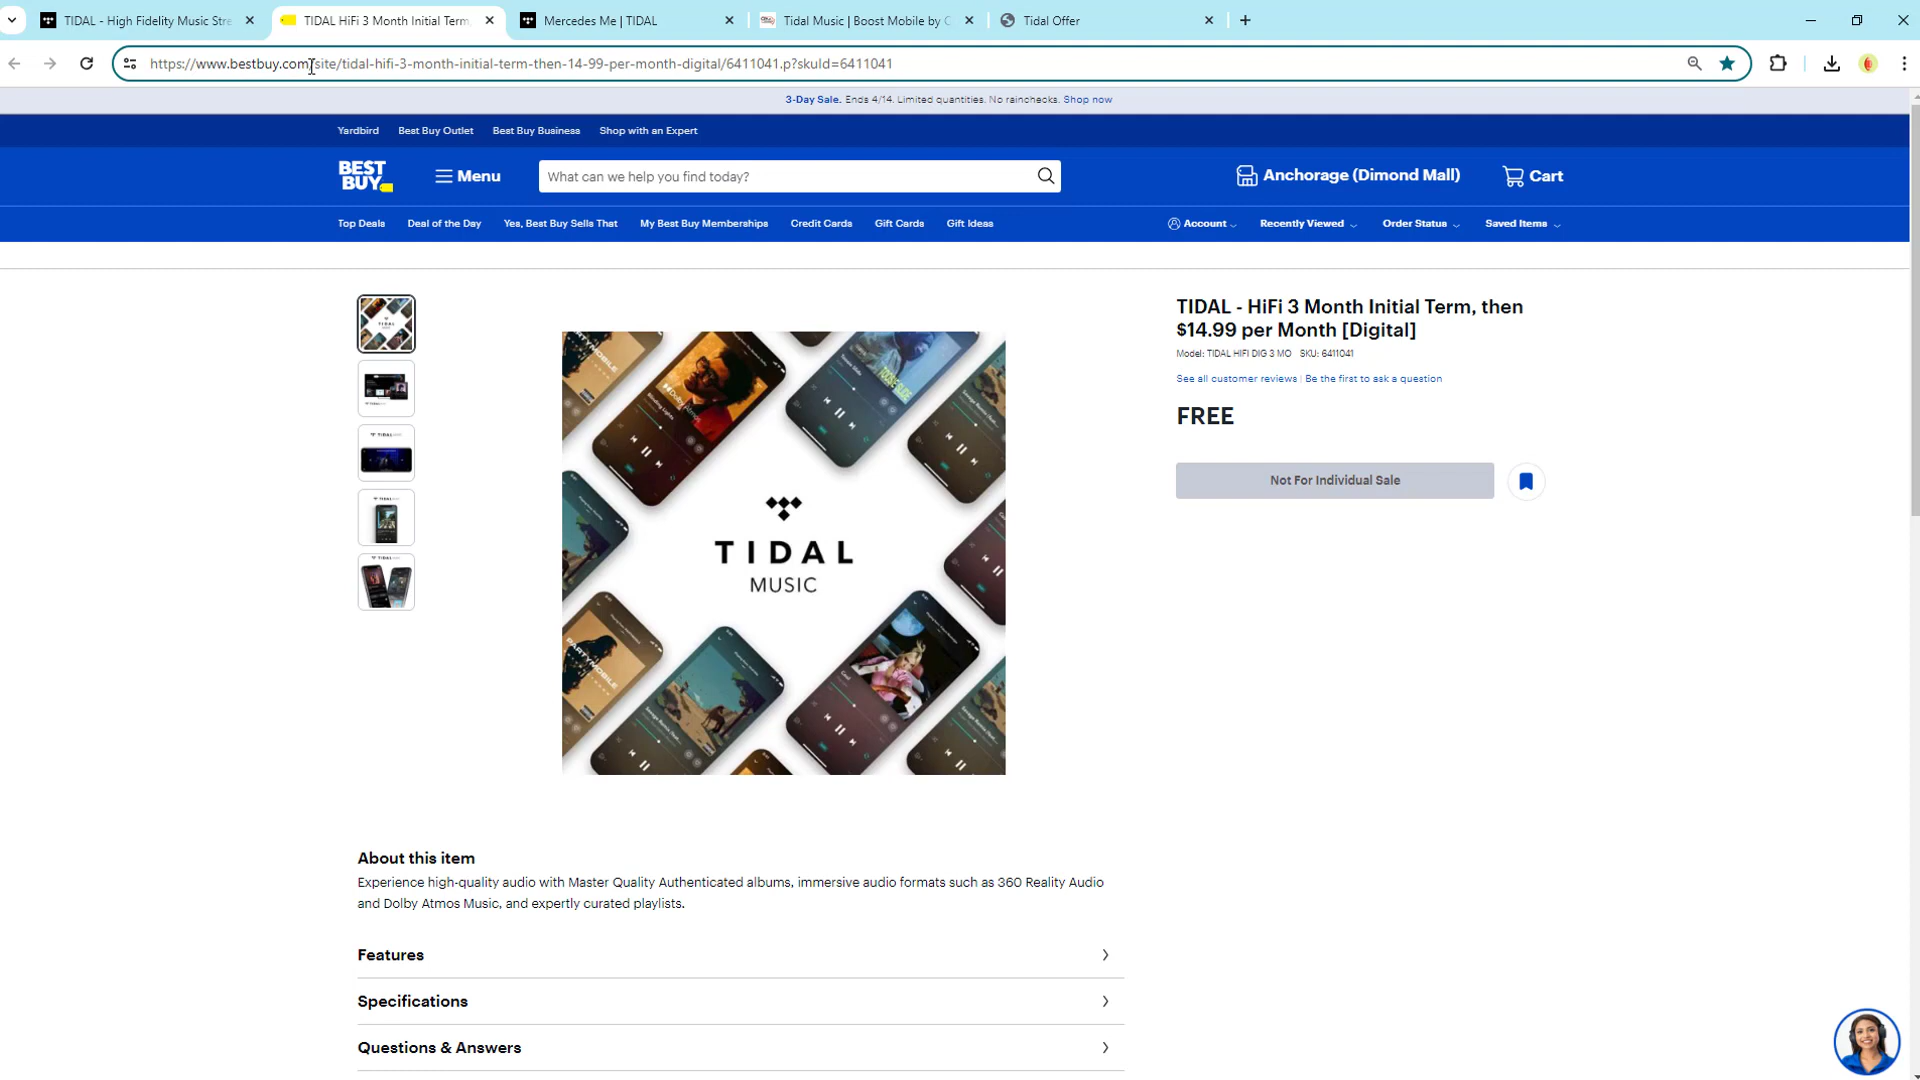 TIDAL - High Fidelity Music Stre
TIDAL HiFi 3 Month Initial Term,
Mercedes Me | TIDAL
Tidal Music | Boost Mobile by
Tidal Offer
https://www.bestbuy.com/site/tidal-hifi-3-month-initial-term-then-14-99-per-month-digital/6411041.p?skuId=6411041
3-Day Sale. Ends 4/14. Limited quantities. No rainchecks. Shop now
Yardbird Best Buy Outlet Best Buy Business Shop with an Expert
BEST BUY
Menu
What can we help you find today?
Anchorage (Dimond Mall)
Cart
Top Deals Deal of the Day Yes, Best Buy Sells That My Best Buy Memberships Credit Cards Gift Cards Gift Ideas
Account Recently Viewed Order Status Saved Items
TIDAL - HiFi 3 Month Initial Term, then
$14.99 per Month [Digital]
Model: TIDAL HIFI DIG 3 MO SKU: 6411041
See all customer reviews | Be the first to ask a question
FREE
Not For Individual Sale
TIDAL
MUSIC
About this item
Experience high-quality audio with Master Quality Authenticated albums, immersive audio formats such as 360 Reality Audio
and Dolby Atmos Music, and expertly curated playlists.
Features
Specifications
Questions & Answers